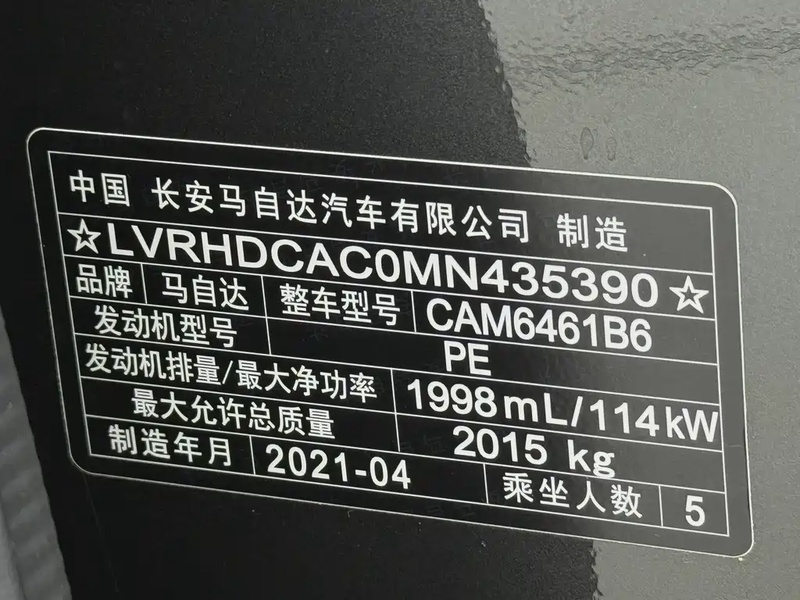 中国 长安马自达汽车有限公司 制造
☆LVRHDCAC0MN435390☆
品牌 马自达 整车型号 CAM6461B6
发动机型号 PE
发动机排量/最大净功率 1998mL/114kW
最大允许总质量 2015 kg
制造年月 2021-04 乘坐人数 5